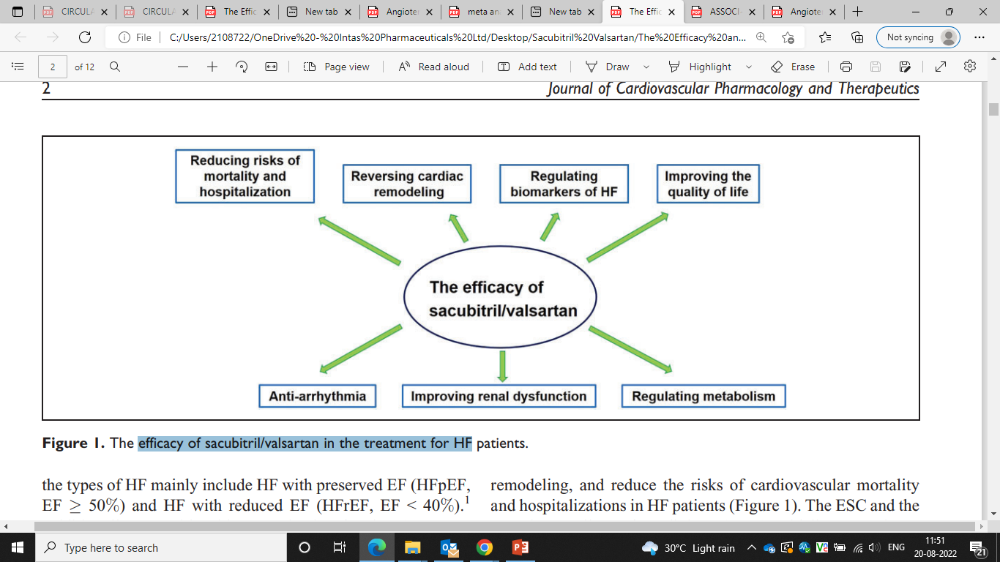 CIRCULA
CIRCULA
The Effic
New tab
Angioter
meta an
New tab
The Effic
ASSOCI
Angioter
File
C:/Users/2108722/OneDrive%20-%20Intas%20Pharmaceuticals%20Ltd/Desktop/Sacubitril%20Valsartan/The%20Efficacy%20an...
Not syncing
2
of 12
Page view
Read aloud
Add text
Draw
Highlight
Erase
2
Journal of Cardiovascular Pharmacology and Therapeutics
Reducing risks of
mortality and
hospitalization
Reversing cardiac
remodeling
Regulating
biomarkers of HF
Improving the
quality of life
The efficacy of
sacubitril/valsartan
Anti-arrhythmia
Improving renal dysfunction
Regulating metabolism
Figure 1. The efficacy of sacubitril/valsartan in the treatment for HF patients.
the types of HF mainly include HF with preserved EF (HFpEF,
EF ≥ 50%) and HF with reduced EF (HFrEF, EF < 40%).1
remodeling, and reduce the risks of cardiovascular mortality
and hospitalizations in HF patients (Figure 1). The ESC and the
Type here to search
30°C Light rain
ENG
11:51
20-08-2022
21